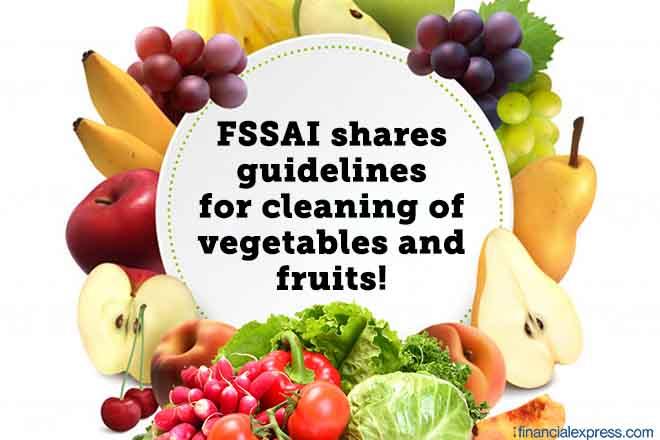 FSSAI shares
guidelines
for cleaning of
vegetables and
fruits!
financialexpress.com